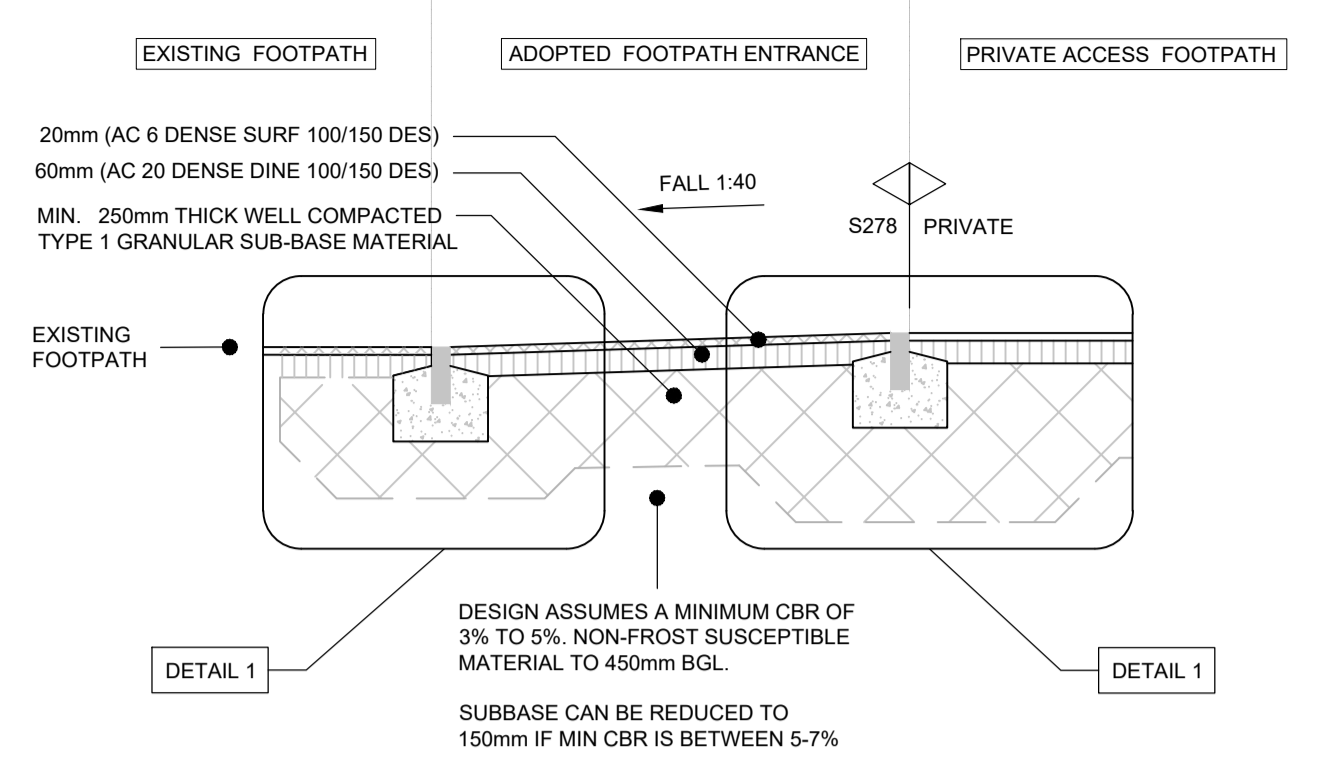 EXISTING FOOTPATH
ADOPTED FOOTPATH ENTRANCE
PRIVATE ACCESS FOOTPATH
20mm (AC 6 DENSE SURF 100/150 DES)
60mm (AC 20 DENSE DINE 100/150 DES)
MIN. 250mm THICK WELL COMPACTED
TYPE 1 GRANULAR SUB-BASE MATERIAL
FALL 1:40
S278 PRIVATE
EXISTING
FOOTPATH
DESIGN ASSUMES A MINIMUM CBR OF
3% TO 5%. NON-FROST SUSCEPTIBLE
MATERIAL TO 450mm BGL.
SUBBASE CAN BE REDUCED TO
150mm IF MIN CBR IS BETWEEN 5-7%
DETAIL 1
DETAIL 1